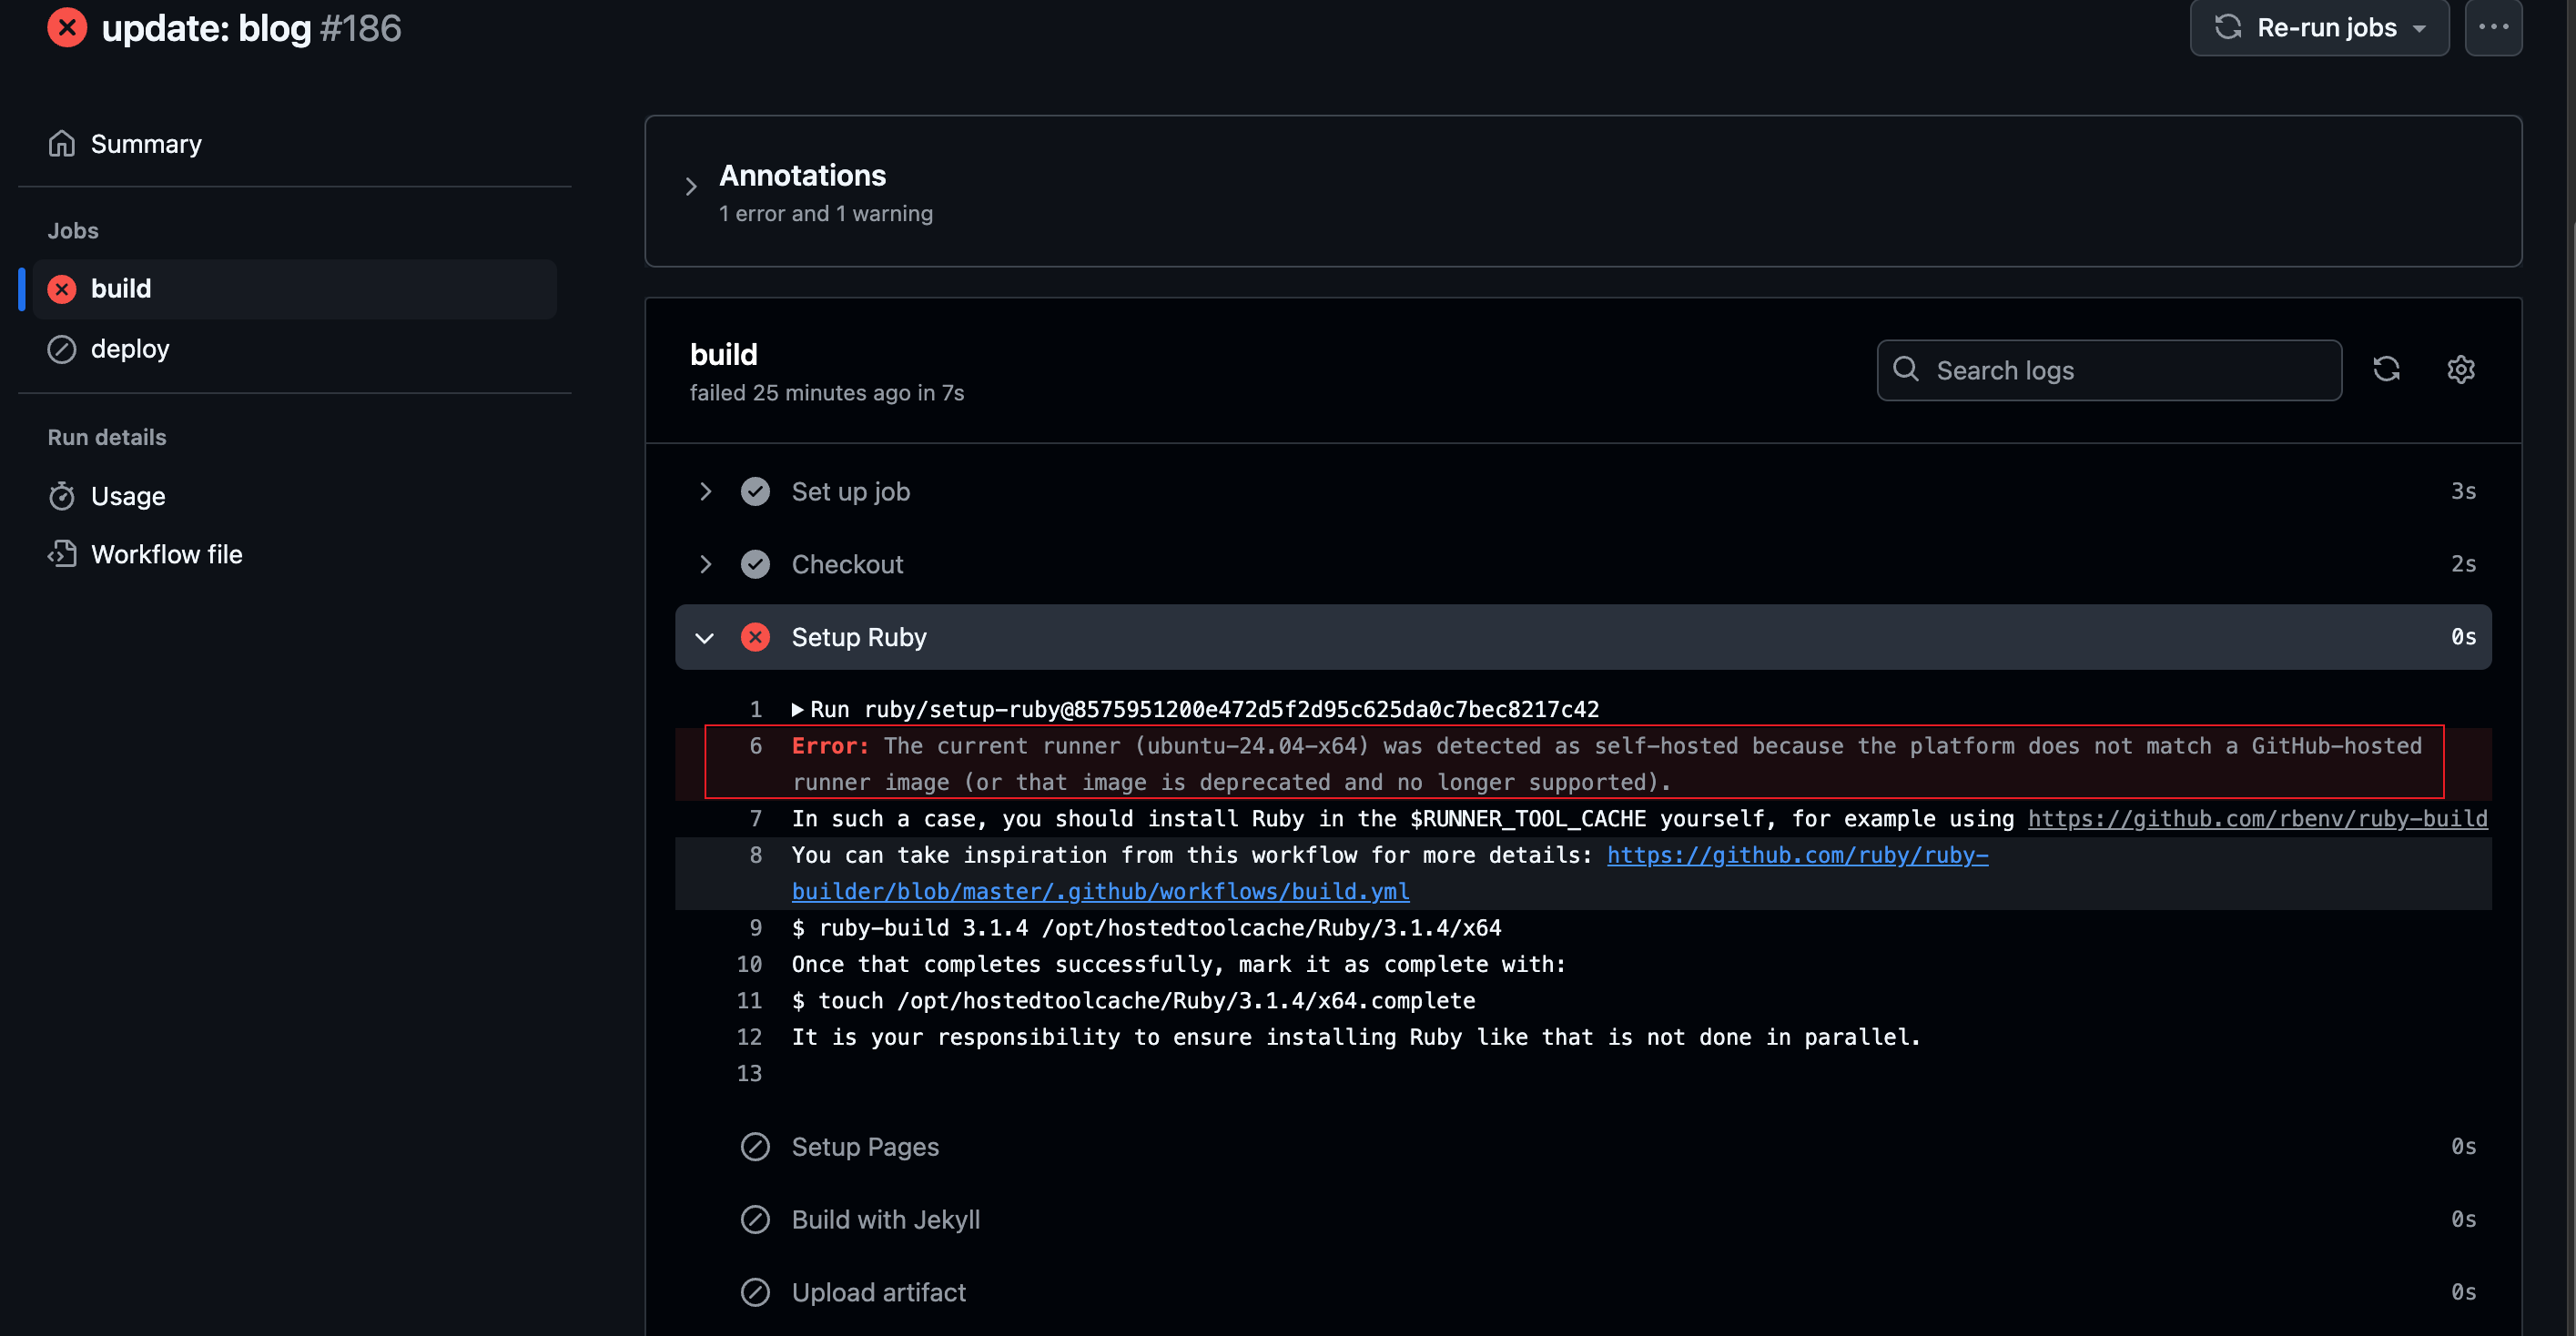 update: blog #186
Re-run jobs
Summary
Jobs
build
deploy
Run details
Usage
Workflow file
Annotations
1 error and 1 warning
build
failed 25 minutes ago in 7s
Search logs
Set up job 3s
Checkout 2s
Setup Ruby 0s
1 Run ruby/setup-ruby@8575951200e472d5f2d95c625da0c7bec8217c42
6 Error: The current runner (ubuntu-24.04-x64) was detected as self-hosted because the platform does not match a GitHub-hosted
runner image (or that image is deprecated and no longer supported).
7 In such a case, you should install Ruby in the $RUNNER_TOOL_CACHE yourself, for example using https://github.com/rbenv/ruby-build
8 You can take inspiration from this workflow for more details: https://github.com/ruby/ruby-
builder/blob/master/.github/workflows/build.yml
9 $ ruby-build 3.1.4 /opt/hostedtoolcache/Ruby/3.1.4/x64
10 Once that completes successfully, mark it as complete with:
11 $ touch /opt/hostedtoolcache/Ruby/3.1.4/x64.complete
12 It is your responsibility to ensure installing Ruby like that is not done in parallel.
13
Setup Pages 0s
Build with Jekyll 0s
Upload artifact 0s